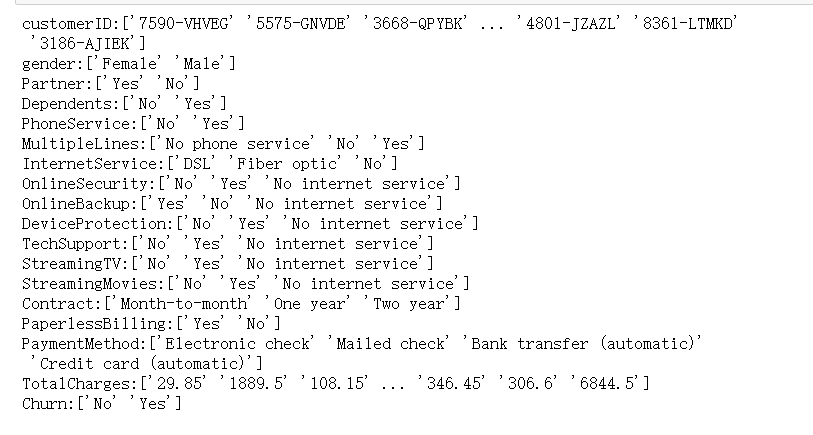 customerID:['7590-VHVEG' '5575-GNVDE' '3668-QPYBK' ... '4801-JZAZL' '8361-LTMKD'
'3186-AJIEK']
gender:['Female' 'Male']
Partner:['Yes' 'No']
Dependents:['No' 'Yes']
PhoneService:['No' 'Yes']
MultipleLines:['No phone service' 'No' 'Yes']
InternetService:['DSL' 'Fiber optic' 'No']
OnlineSecurity:['No' 'Yes' 'No internet service']
OnlineBackup:['Yes' 'No' 'No internet service']
DeviceProtection:['No' 'Yes' 'No internet service']
TechSupport:['No' 'Yes' 'No internet service']
StreamingTV:['No' 'Yes' 'No internet service']
StreamingMovies:['No' 'Yes' 'No internet service']
Contract:['Month-to-month' 'One year' 'Two year']
PaperlessBilling:['Yes' 'No']
PaymentMethod:['Electronic check' 'Mailed check' 'Bank transfer (automatic)'
'Credit card (automatic)']
TotalCharges:['29.85' '1889.5' '108.15' ... '346.45' '306.6' '6844.5']
Churn:['No' 'Yes']